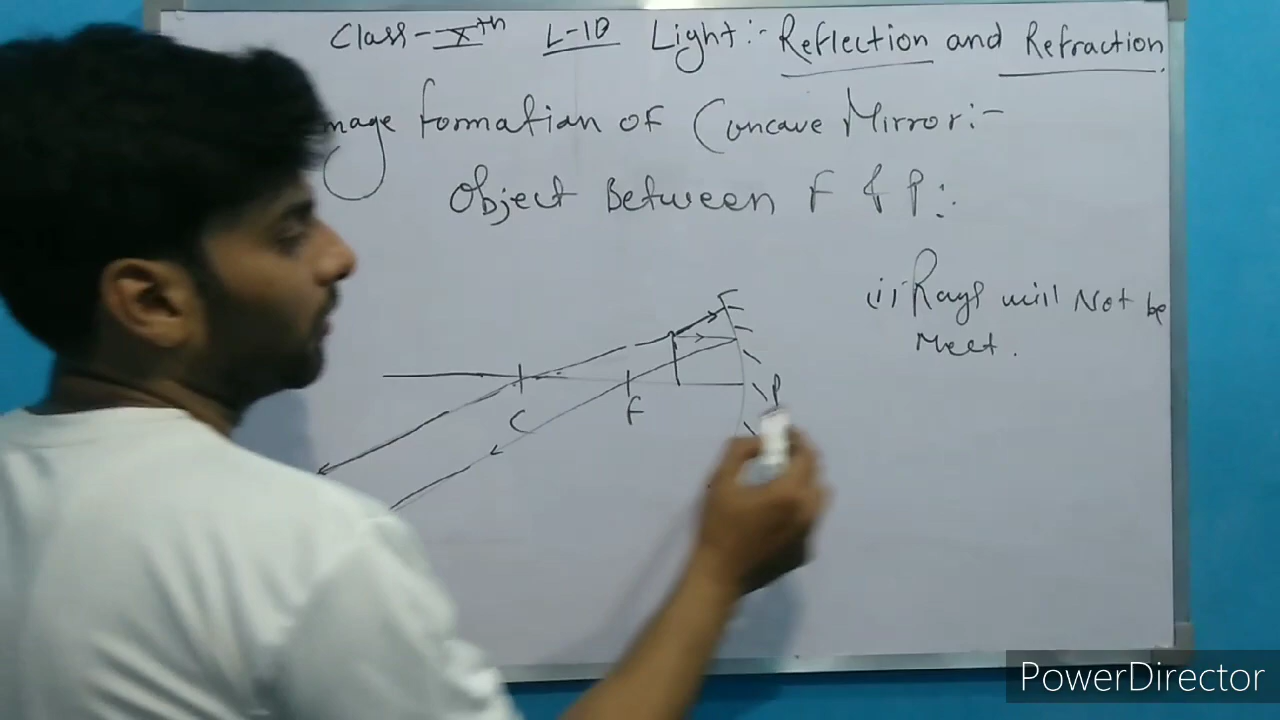 Class - Xth L-10 Light:- Reflection and Refraction
mage formation of Concave Mirror:-
Object Between F & P:
(i) Rays will Not be
Meet.
C
F
P
PowerDirector